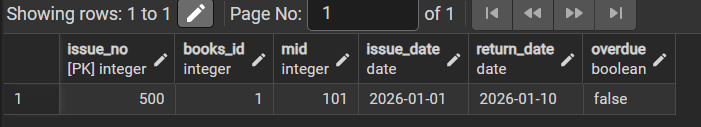 Showing rows: 1 to 1 Page No: 1 of 1
issue_no books_id mid issue_date return_date overdue
[PK] integer integer integer date date boolean
1 500 1 101 2026-01-01 2026-01-10 false